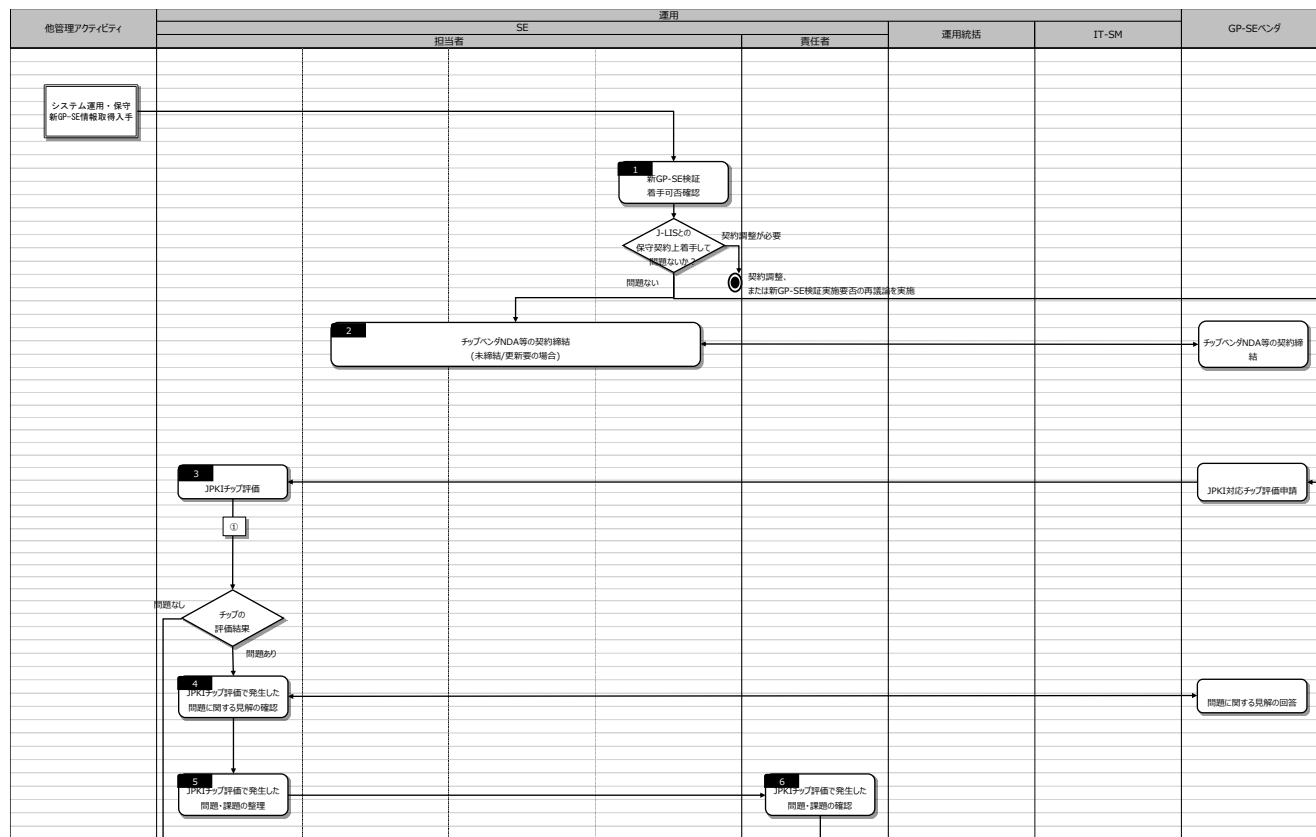 運用
他管理アクティビティ
SE
運用統括
IT-SM
GP-SEベンダ
担当者
責任者
システム運用・保守
新GP-SE情報取得入手
1
新GP-SE検証
着手可否確認
J-LISとの
保守契約上着手して
問題ないか？
契約調整が必要
問題ない
契約調整、
または新GP-SE検証実施要否の再議論を実施
2
チップベンダNDA等の契約締結
(未締結/更新要の場合)
チップベンダNDA等の契約締
結
3
JPKIチップ評価
JPKI対応チップ評価申請
①
問題なし
チップの
評価結果
問題あり
4
JPKIチップ評価で発生した
問題に関する見解の確認
問題に関する見解の回答
5
JPKIチップ評価で発生した
問題・課題の整理
6
JPKIチップ評価で発生した
問題・課題の確認